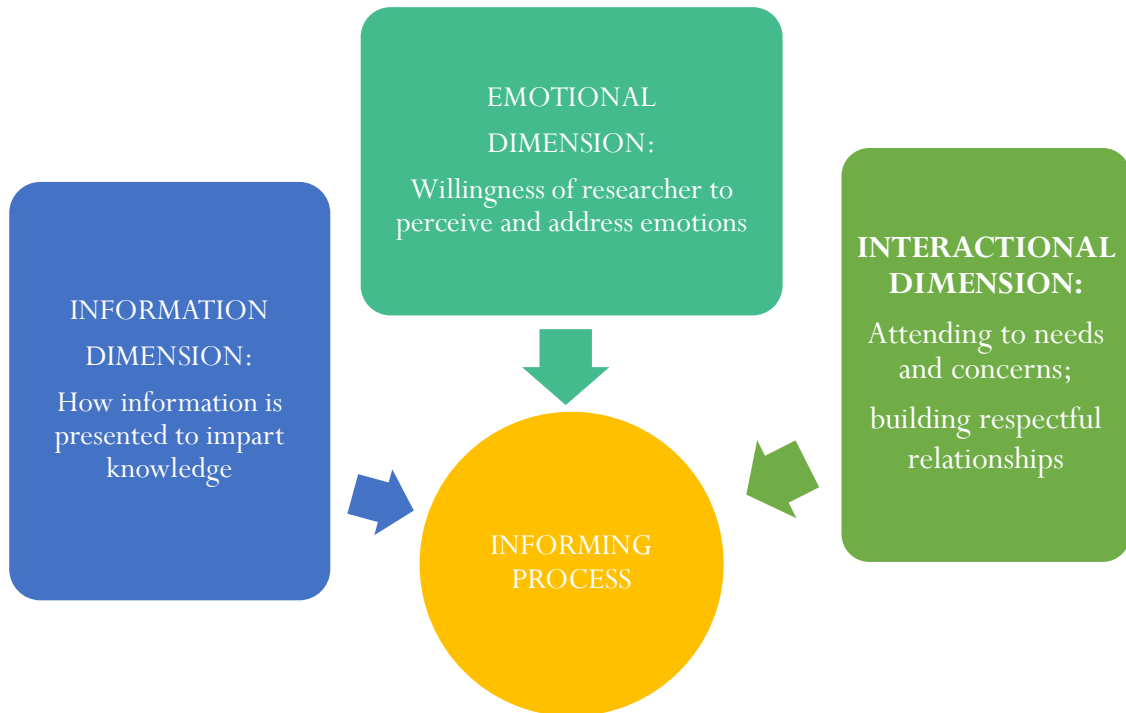 EMOTIONAL
DIMENSION:
Willingness of researcher to
perceive and address emotions
INFORMATION
DIMENSION:
How information is
presented to impart
knowledge
INTERACTIONAL
DIMENSION:
Attending to needs
and concerns;
building respectful
relationships
INFORMING
PROCESS